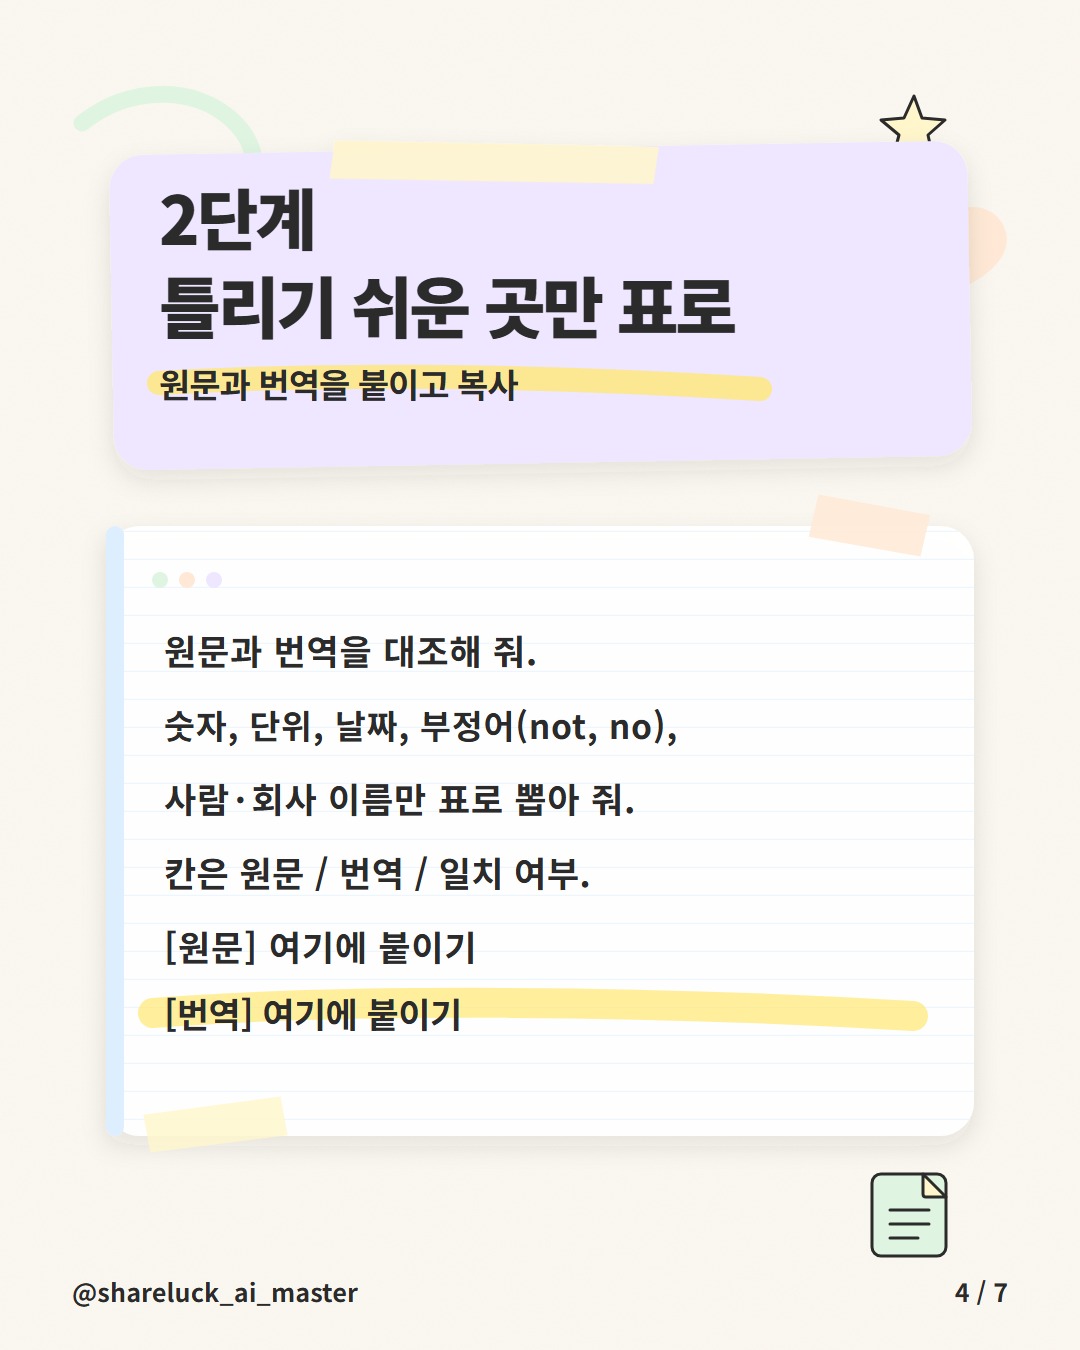 2단계
틀리기 쉬운 곳만 표로
원문과 번역을 붙이고 복사
원문과 번역을 대조해 줘.
숫자, 단위, 날짜, 부정어(not, no),
사람·회사 이름만 표로 뽑아 줘.
칸은 원문 / 번역 / 일치 여부.
[원문] 여기에 붙이기
[번역] 여기에 붙이기
@shareluck_ai_master
4 / 7